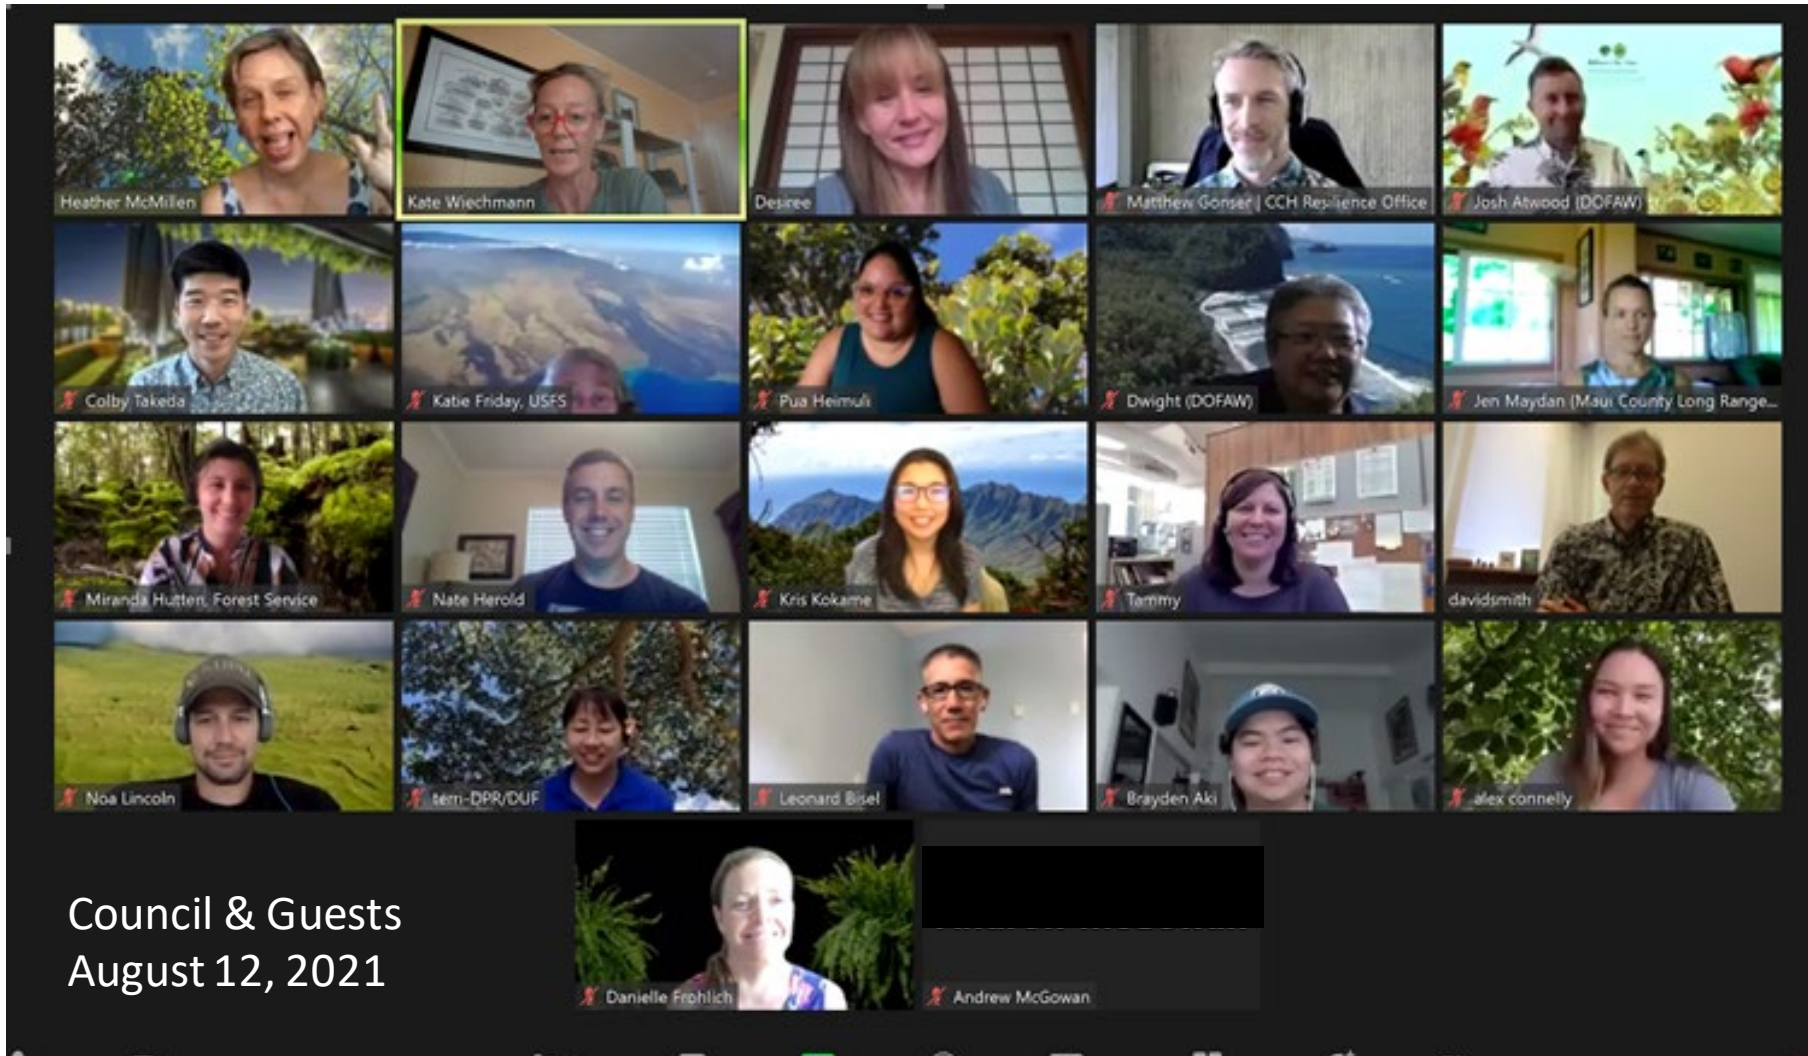 Heather McMillen
Kate Wiechmann
Desiree
Matthew Gonser | CCH Resilience Office
Josh Atwood (DOFAW)
Colby Takeda
Katie Friday, USFS
Pua Heimuli
Dwight (DOFAW)
Jen Maydan (Maui County Long Range...
Miranda Hutten, Forest Service
Nate Herold
Kris Kokame
Tammy
davidsmith
Noa Lincoln
terri-DPR/DUF
Leonard Bisel
Brayden Aki
alex connelly
Danielle Frohlich
Andrew McGowan
Council & Guests
August 12, 2021